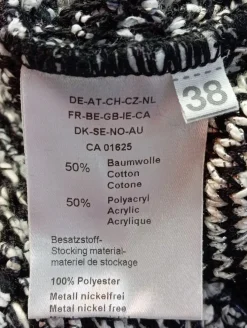 38
DE-AT-CH-CZ-NL
FR-BE-GB-IE-CA
DK-SE-NO-AU
CA 01625
50% Baumwolle
Cotton
Cotone
50% Polyacryl
Acrylic
Acrylique
Besatzstoff-
Stocking material-
materiel de stockage
100% Polyester
Metall nickelfrei
Metal nickel free